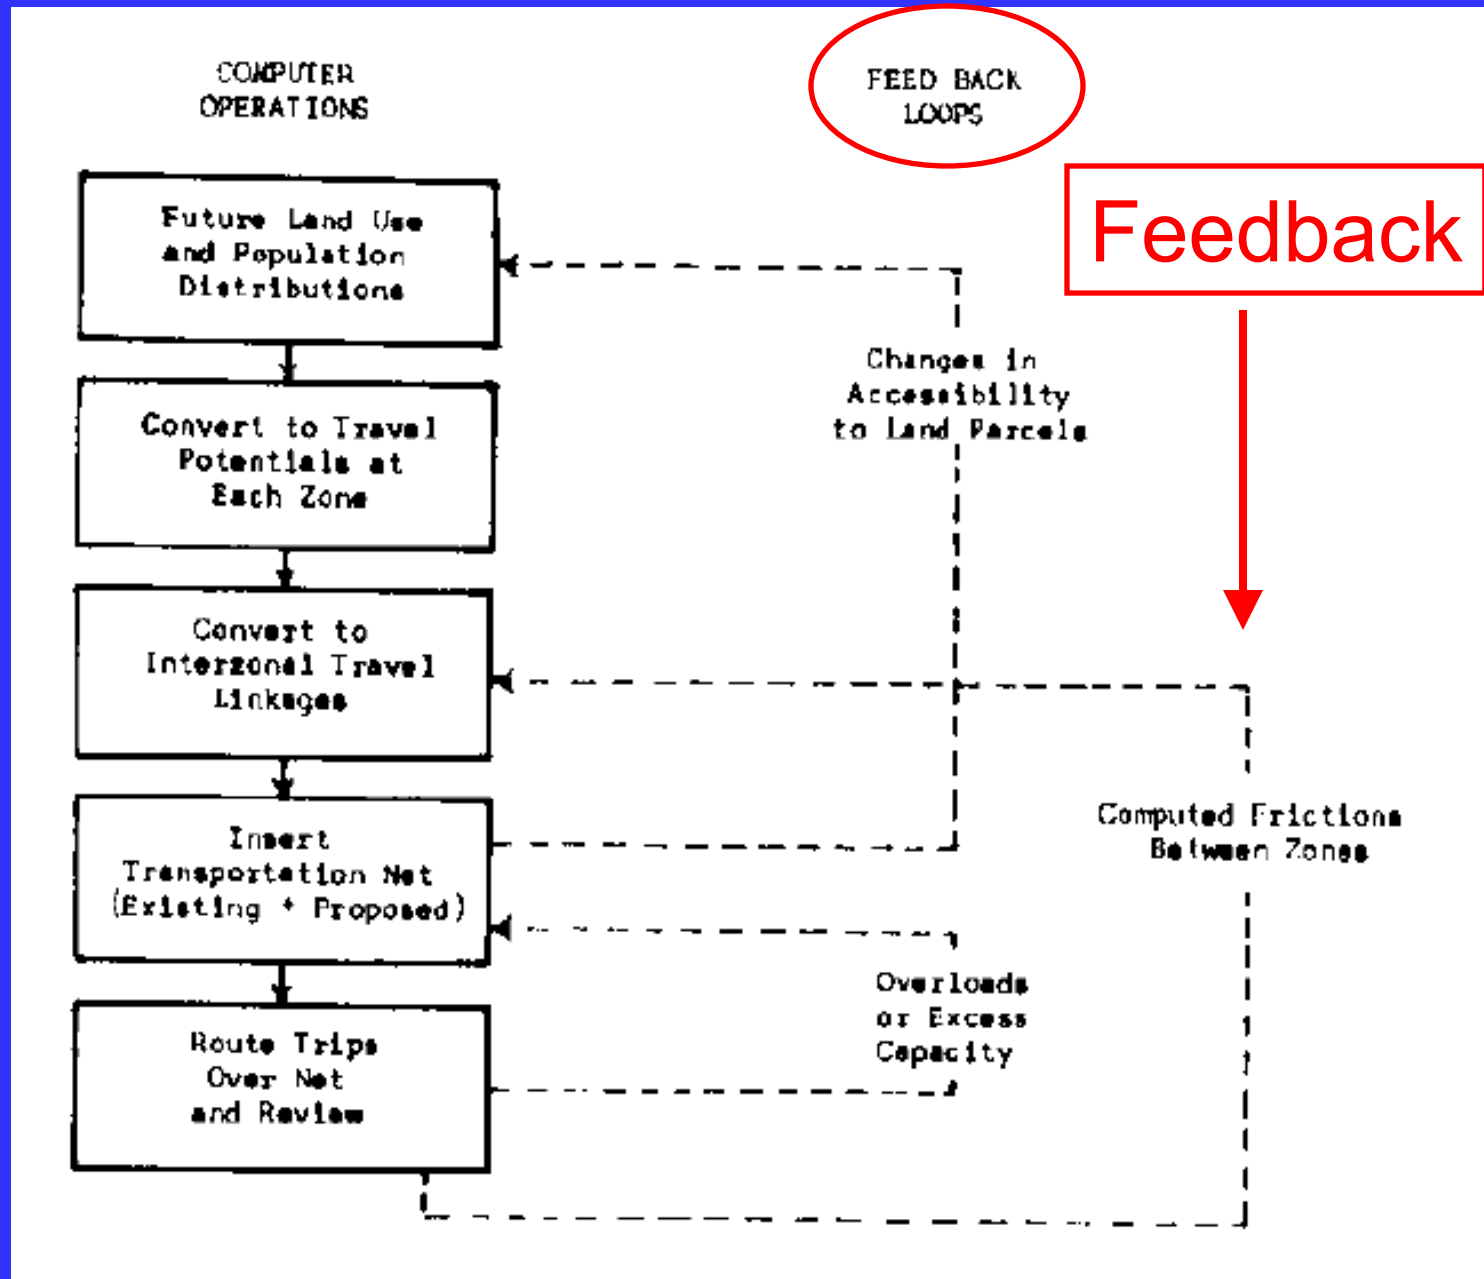 COMPUTER
OPERATIONS
FEED BACK
LOOPS
Feedback
Future Land Use
and Population
Distributions
Changes in
Accessibility
to Land Parcels
Convert to Travel
Potentials at
Each Zone
Convert to
Interzonal Travel
Linkages
Insert
Transportation Net
(Existing + Proposed)
Computed Frictions
Between Zones
Overloads
or Excess
Capacity
Route Trips
Over Net
and Review